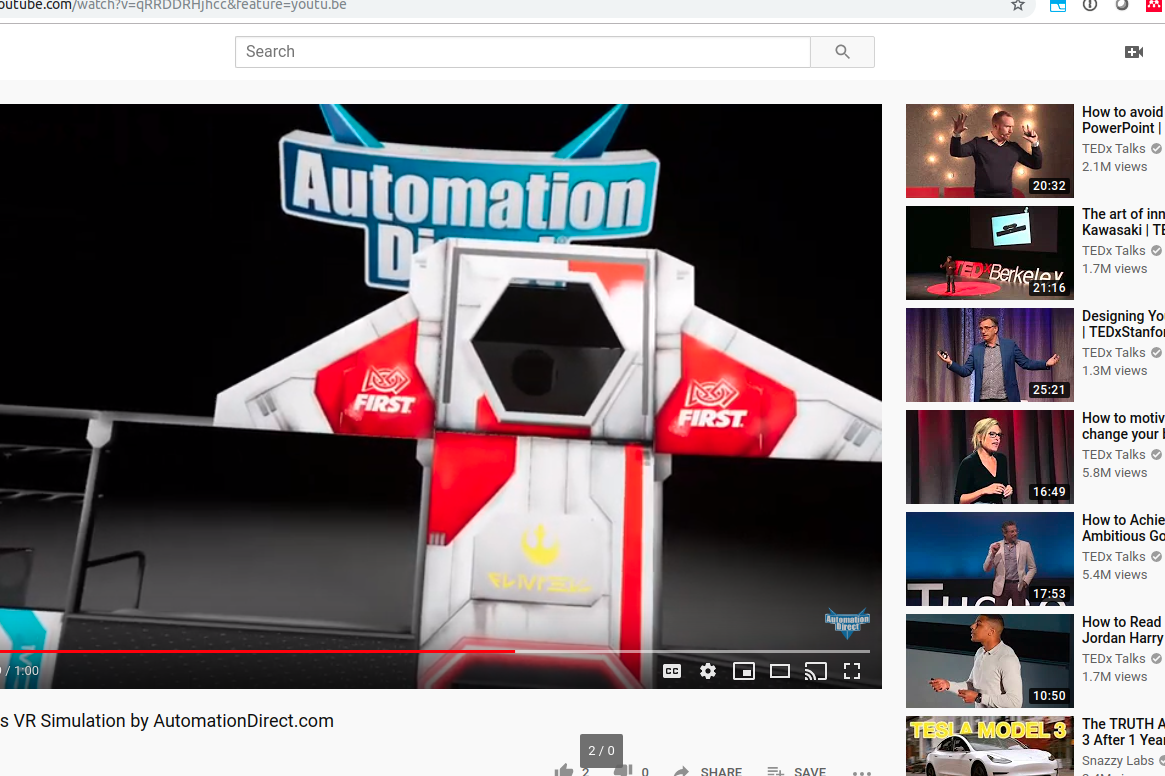 outube.com/watch?v=qRRDDRHjhcc&feature=youtu.be
Search
Automation
Di
FIRST
FIRST
Automation
Direct
/ 1:00
CC
s VR Simulation by AutomationDirect.com
2 / 0
2
0
SHARE
SAVE
20:32
How to avoid
PowerPoint |
TEDx Talks
2.1M views
TEDxBerkeley
21:16
The art of inn
Kawasaki | TE
TEDx Talks
1.7M views
25:21
Designing You
| TEDxStanfor
TEDx Talks
1.3M views
16:49
How to motiv
change your
TEDx Talks
5.8M views
17:53
How to Achie
Ambitious Go
TEDx Talks
5.4M views
10:50
How to Read
Jordan Harry
TEDx Talks
1.7M views
TESLA MODEL 3
The TRUTH A
3 After 1 Year
Snazzy Labs